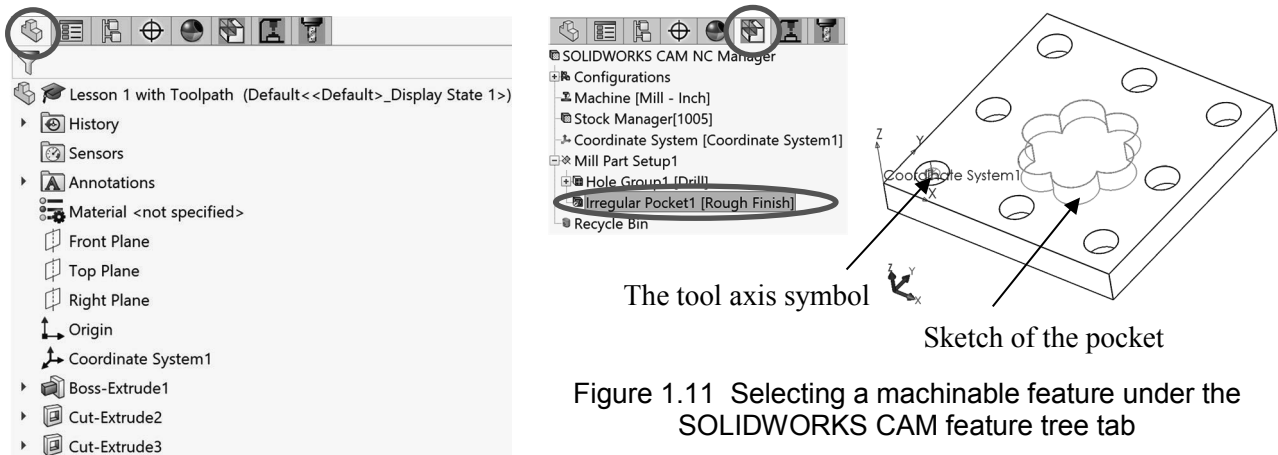 Lesson 1 with Toolpath (Default<<Default>_Display State 1>)
History
Sensors
Annotations
Material <not specified>
Front Plane
Top Plane
Right Plane
Origin
Coordinate System1
Boss-Extrude1
Cut-Extrude2
Cut-Extrude3
SOLIDWORKS CAM NC Manager
Configurations
Machine [Mill - Inch]
Stock Manager[1005]
Coordinate System [Coordinate System1]
Mill Part Setup1
Hole Group1 [Drill]
Irregular Pocket1 [Rough Finish]
Recycle Bin
Z
Y
Coordinate System1
X
Z
Y
X
The tool axis symbol
Sketch of the pocket
Figure 1.11 Selecting a machinable feature under the
SOLIDWORKS CAM feature tree tab